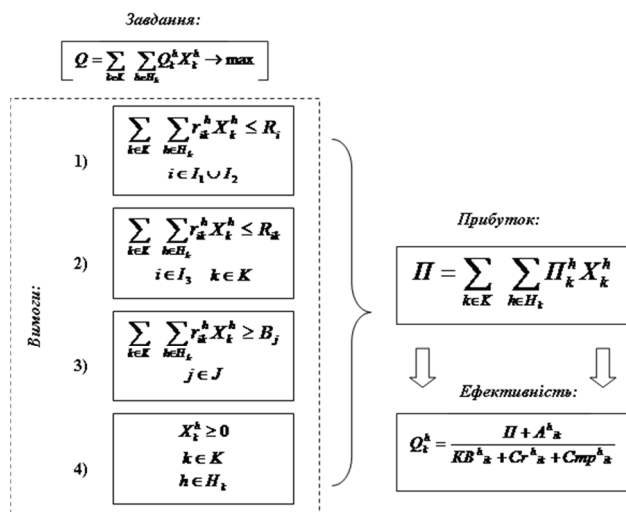 Завдання:
Q = ∑_{k∈K} ∑_{h∈H_k} Q_k^h X_k^h → max
Вимоги:
1) ∑_{k∈K} ∑_{h∈H_k} r_{ik}^h X_k^h ≤ R_i
i ∈ I_1 ∪ I_2
2) ∑_{k∈K} ∑_{h∈H_k} r_{ik}^h X_k^h ≤ R_{ik}
i ∈ I_3 k ∈ K
3) ∑_{k∈K} ∑_{h∈H_k} r_{ik}^h X_k^h ≥ B_j
j ∈ J
4) X_k^h ≥ 0
k ∈ K
h ∈ H_k
Прибуток:
П = ∑_{k∈K} ∑_{h∈H_k} П_k^h X_k^h
Ефективність:
Q_k^h = (П + A^h_{ik}) / (KB^h_{ik} + Cr^h_{ik} + Cmp^h_{ik})